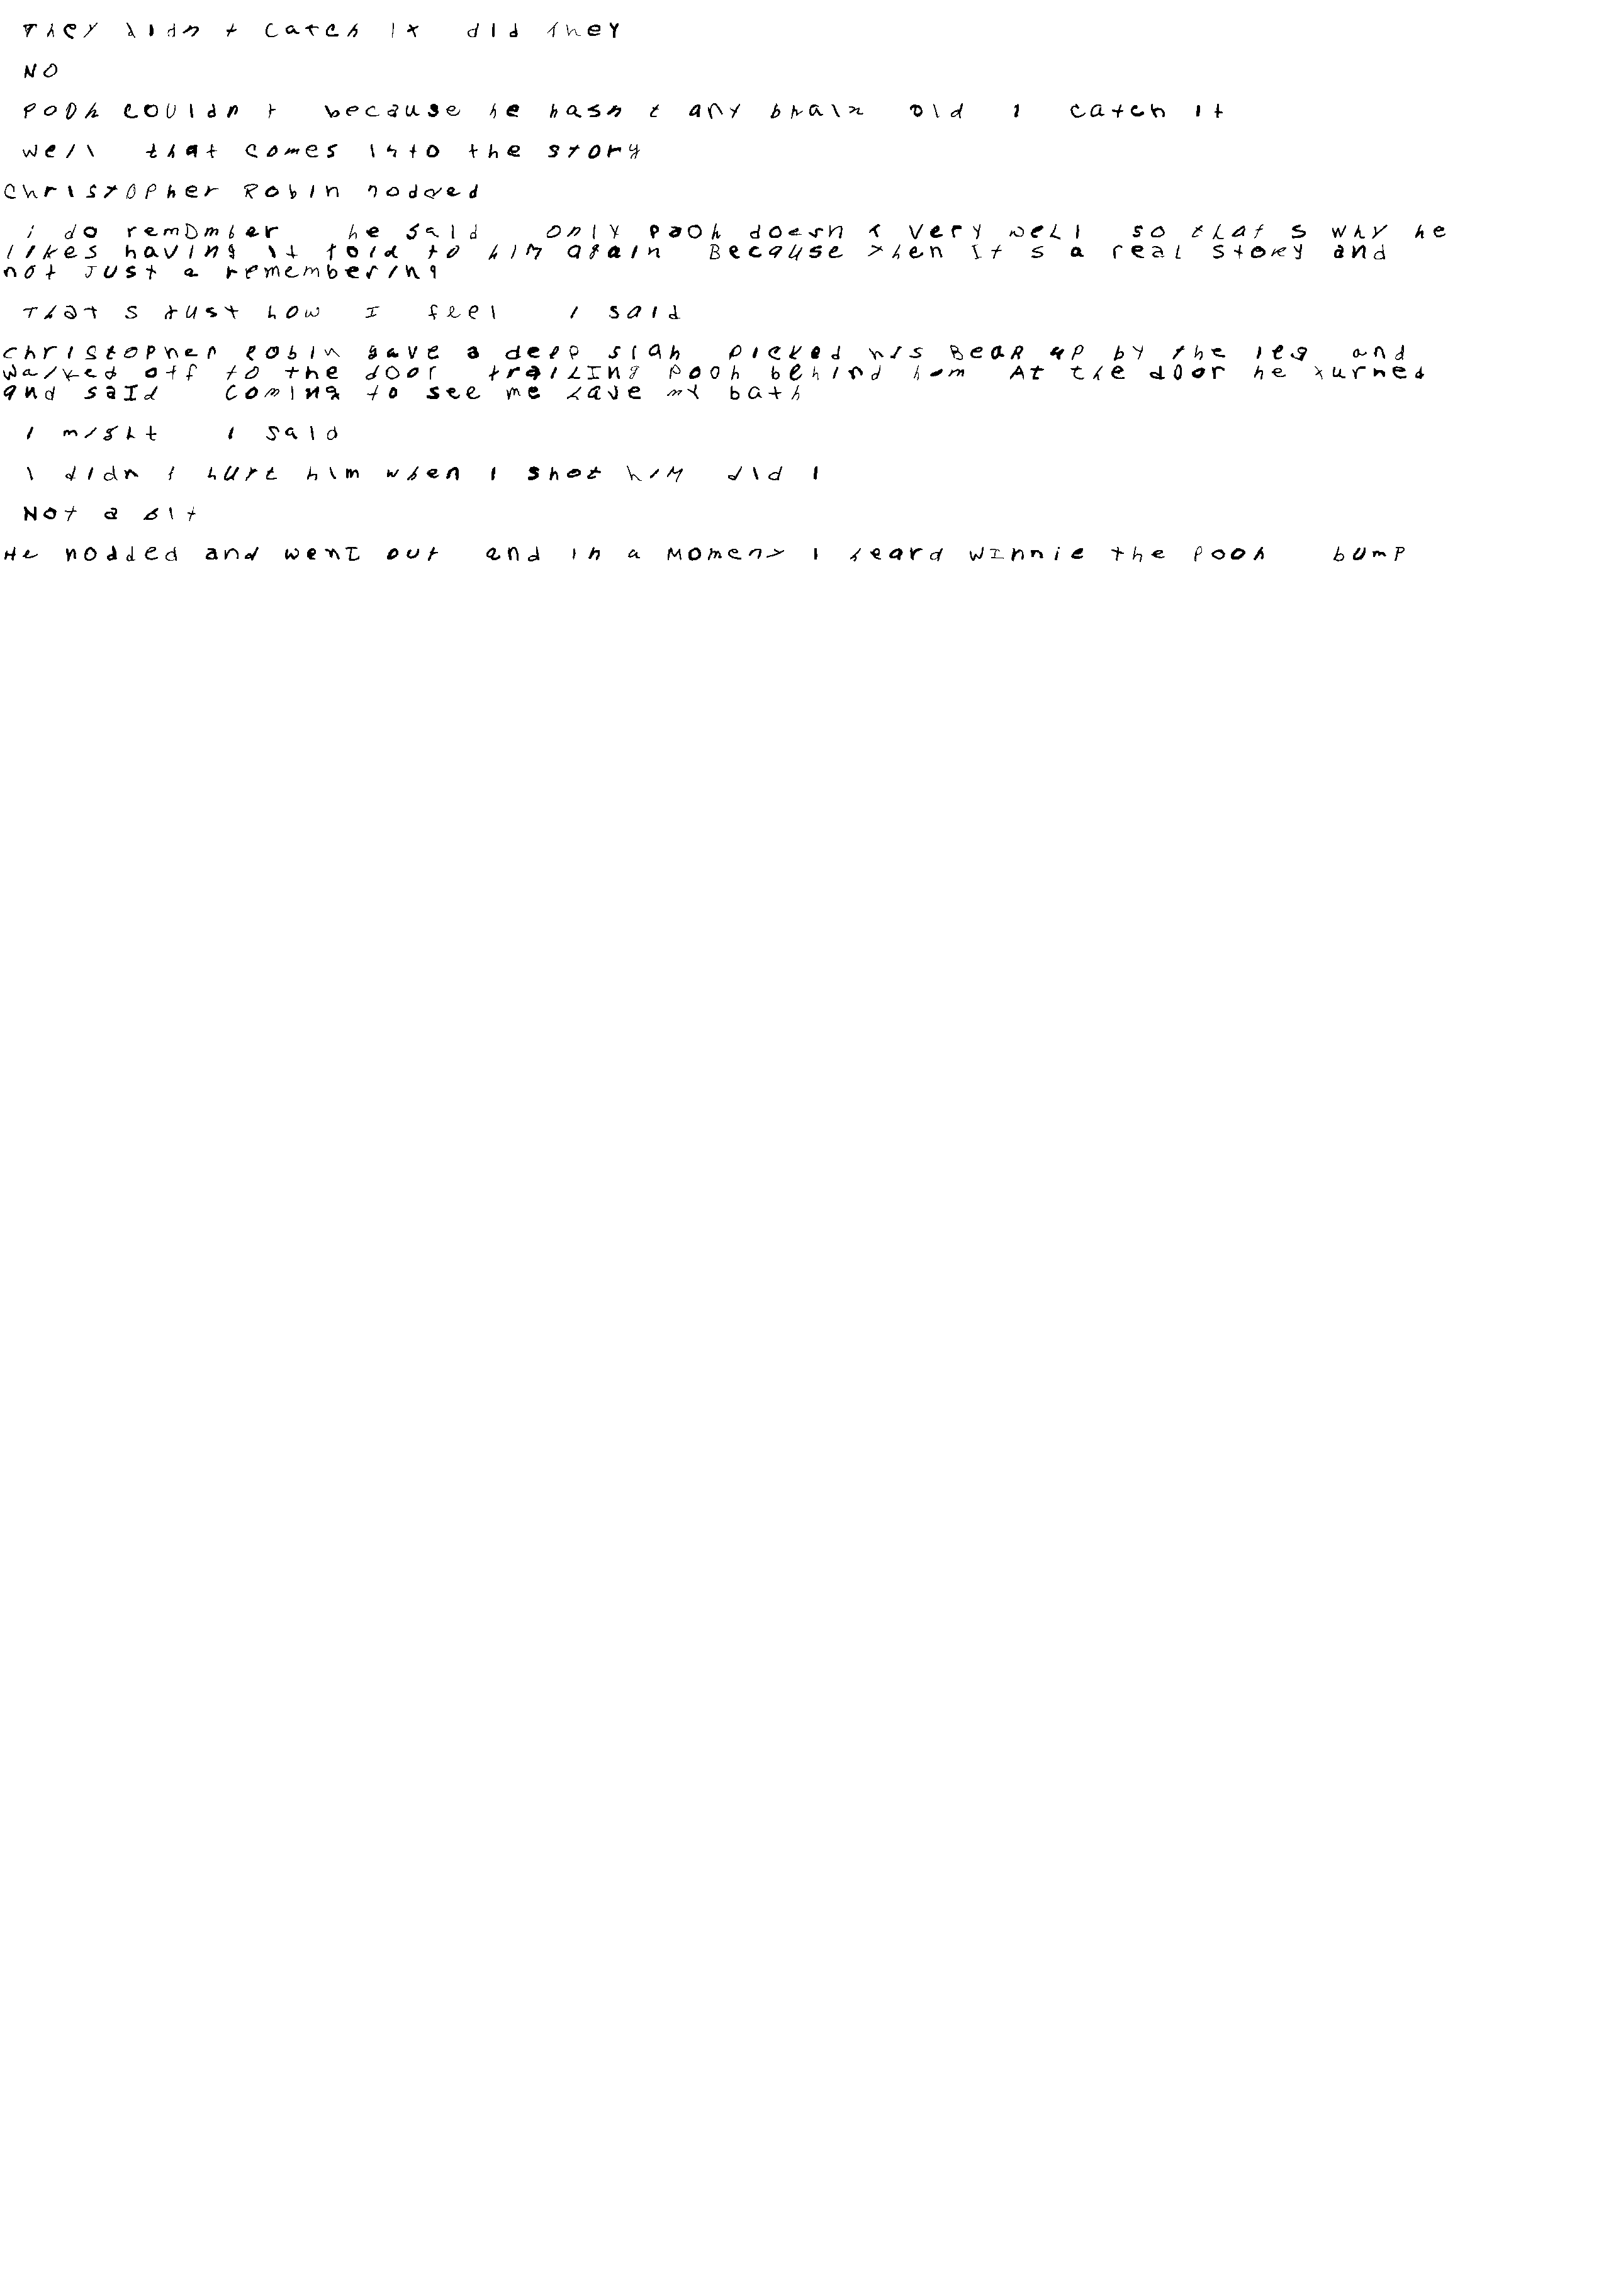 They didn t catch it did they
No
Pooh couldn t because he hasn t any brain Did I catch it
Well that comes into the story
Christopher Robin nodded
I do remember he said only Pooh doesn t very well so that s why he
likes having it told to him again Because then it s a real story and
not just a remembering
That s just how I feel I said
Christopher Robin gave a deep sigh picked his Bear up by the leg and
walked off to the door trailing Pooh behind him At the door he turned
and said Coming to see me have my bath
I might I said
I didn t hurt him when I shot him did I
Not a bit
He nodded and went out and in a moment I heard Winnie the Pooh bump